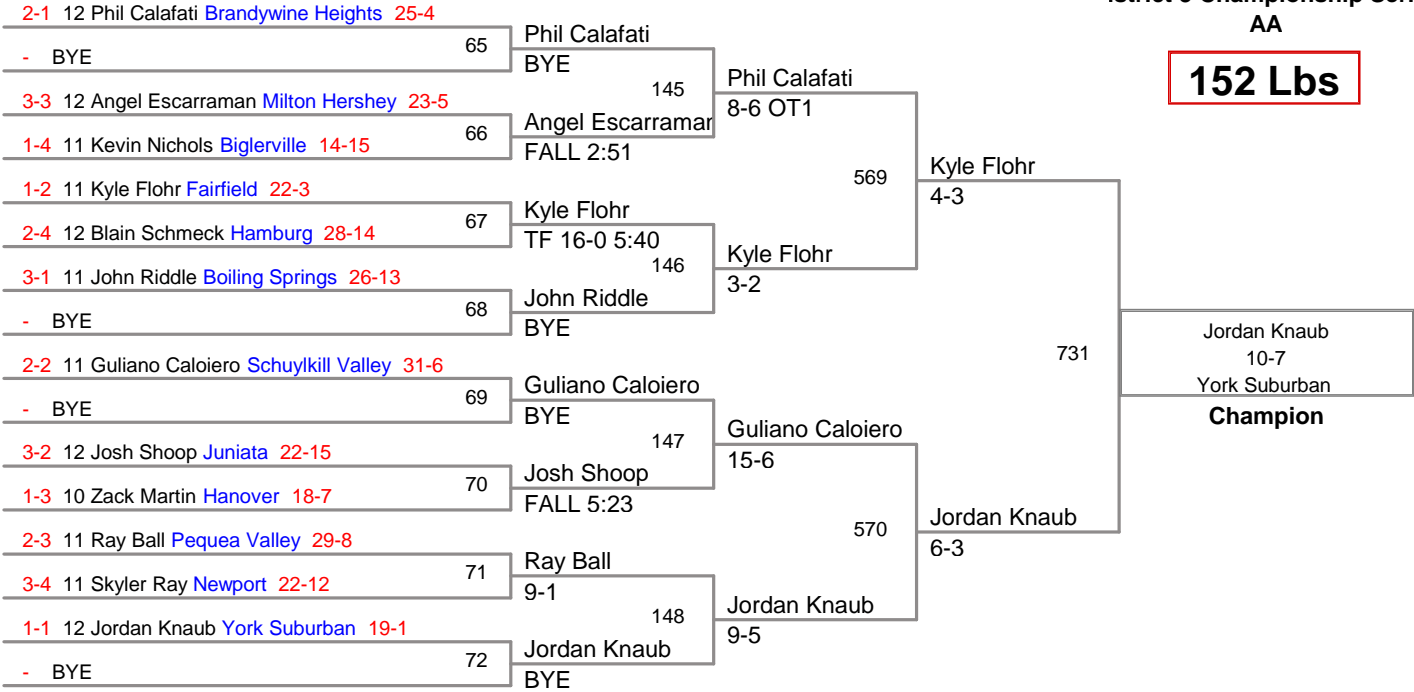 istrict 3 Championship Seri
AA
152 Lbs
2-1 12 Phil Calafati Brandywine Heights 25-4
- BYE
65
3-3 12 Angel Escarraman Milton Hershey 23-5
1-4 11 Kevin Nichols Biglerville 14-15
66
1-2 11 Kyle Flohr Fairfield 22-3
2-4 12 Blain Schmeck Hamburg 28-14
67
3-1 11 John Riddle Boiling Springs 26-13
- BYE
68
2-2 11 Guliano Caloiero Schuylkill Valley 31-6
- BYE
69
3-2 12 Josh Shoop Juniata 22-15
1-3 10 Zack Martin Hanover 18-7
70
2-3 11 Ray Ball Pequea Valley 29-8
3-4 11 Skyler Ray Newport 22-12
71
1-1 12 Jordan Knaub York Suburban 19-1
- BYE
72
Phil Calafati
BYE
145
Angel Escarraman
FALL 2:51
Kyle Flohr
TF 16-0 5:40
146
John Riddle
BYE
Guliano Caloiero
BYE
147
Josh Shoop
FALL 5:23
Ray Ball
9-1
148
Jordan Knaub
BYE
Phil Calafati
8-6 OT1
569
Kyle Flohr
3-2
Guliano Caloiero
15-6
570
Jordan Knaub
9-5
Kyle Flohr
4-3
731
Jordan Knaub
6-3
Jordan Knaub
10-7
York Suburban
Champion